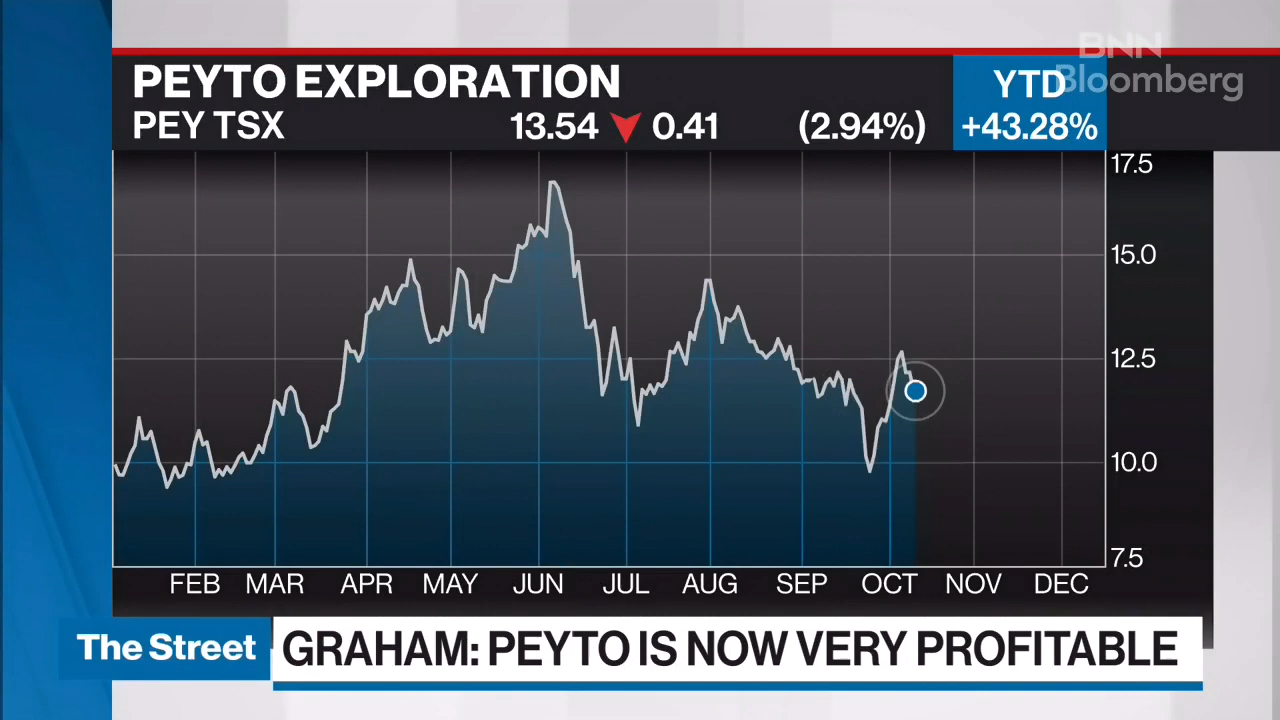 BNN
Bloomberg
PEYTO EXPLORATION
PEY TSX 13.54 0.41 (2.94%)
YTD
+43.28%
17.5
15.0
12.5
10.0
7.5
FEB MAR APR MAY JUN JUL AUG SEP OCT NOV DEC
The Street
GRAHAM: PEYTO IS NOW VERY PROFITABLE